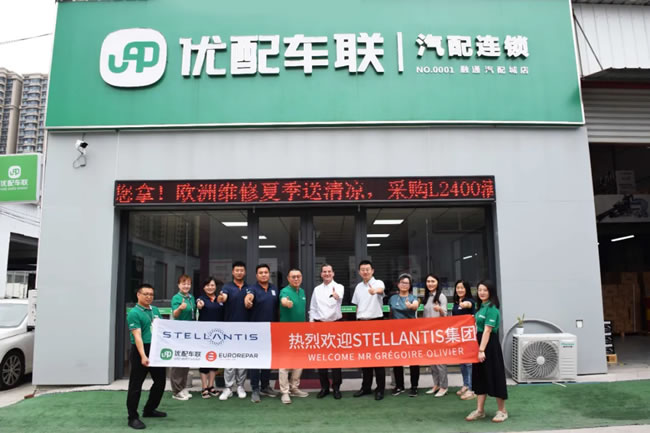 UAP 优配车联 汽配连锁
NO.0001 融通汽配城店
优配车联
您拿！欧洲维修夏季送清凉，采购L2400满
STELLANTIS
优配车联 EUROREPAR
热烈欢迎STELLANTIS集团
WELCOME MR GRÉGOIRE OLIVIER